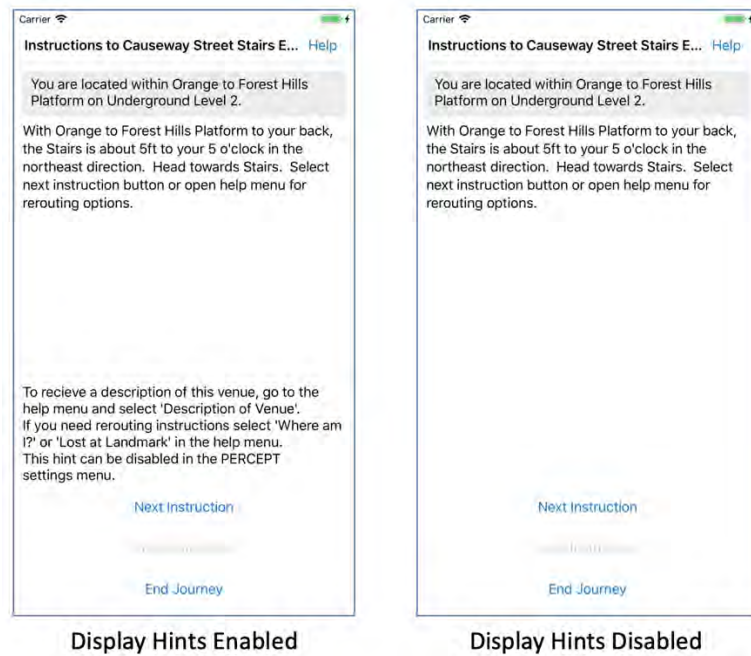 Carrier
Instructions to Causeway Street Stairs E... Help
You are located within Orange to Forest Hills
Platform on Underground Level 2.
With Orange to Forest Hills Platform to your back,
the Stairs is about 5ft to your 5 o'clock in the
northeast direction. Head towards Stairs. Select
next instruction button or open help menu for
rerouting options.
To recieve a description of this venue, go to the
help menu and select 'Description of Venue'.
If you need rerouting instructions select 'Where am
I?' or 'Lost at Landmark' in the help menu.
This hint can be disabled in the PERCEPT
settings menu.
Next Instruction
End Journey
Display Hints Enabled
Carrier
Instructions to Causeway Street Stairs E... Help
You are located within Orange to Forest Hills
Platform on Underground Level 2.
With Orange to Forest Hills Platform to your back,
the Stairs is about 5ft to your 5 o'clock in the
northeast direction. Head towards Stairs. Select
next instruction button or open help menu for
rerouting options.
Next Instruction
End Journey
Display Hints Disabled